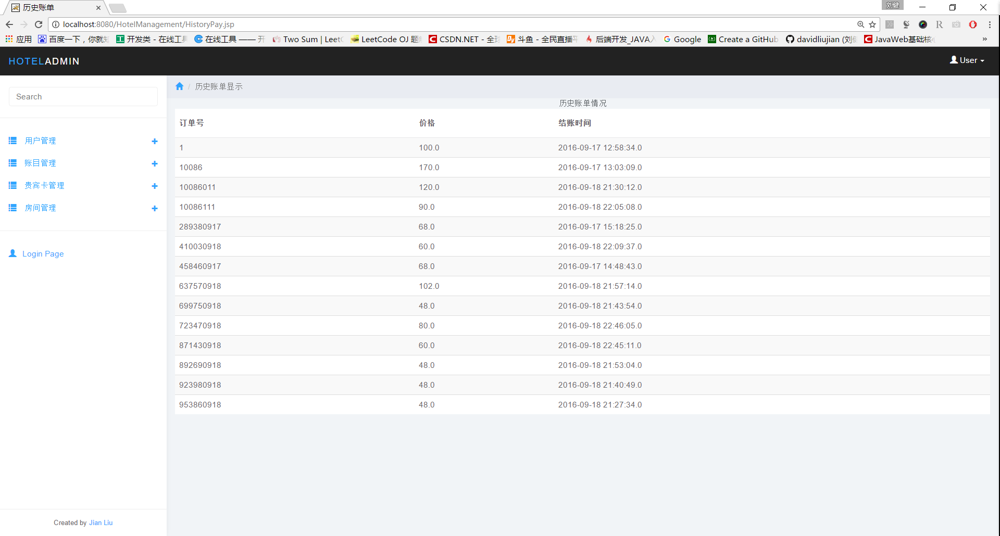 历史账单
刘健
localhost:8080/HotelManagement/HistoryPay.jsp
应用 百度一下，你就知 开发类 - 在线工具 在线工具 —— 开 Two Sum | LeetC LeetCode OJ 题 CSDN.NET - 全球 斗鱼 - 全民直播平 后端开发_JAVA入 Google Create a GitHub davidliujian (刘健 JavaWeb基础核心 »
HOTELADMIN
User
Search
历史账单显示
用户管理
账目管理
贵宾卡管理
房间管理
Login Page
历史账单情况
订单号 价格 结账时间
1 100.0 2016-09-17 12:58:34.0
10086 170.0 2016-09-17 13:03:09.0
10086011 120.0 2016-09-18 21:30:12.0
10086111 90.0 2016-09-18 22:05:08.0
289380917 68.0 2016-09-17 15:18:25.0
410030918 60.0 2016-09-18 22:09:37.0
458460917 68.0 2016-09-17 14:48:43.0
637570918 102.0 2016-09-18 21:57:14.0
699750918 48.0 2016-09-18 21:43:54.0
723470918 80.0 2016-09-18 22:46:05.0
871430918 60.0 2016-09-18 22:45:11.0
892690918 48.0 2016-09-18 21:53:04.0
923980918 48.0 2016-09-18 21:40:49.0
953860918 48.0 2016-09-18 21:27:34.0
Created by Jian Liu